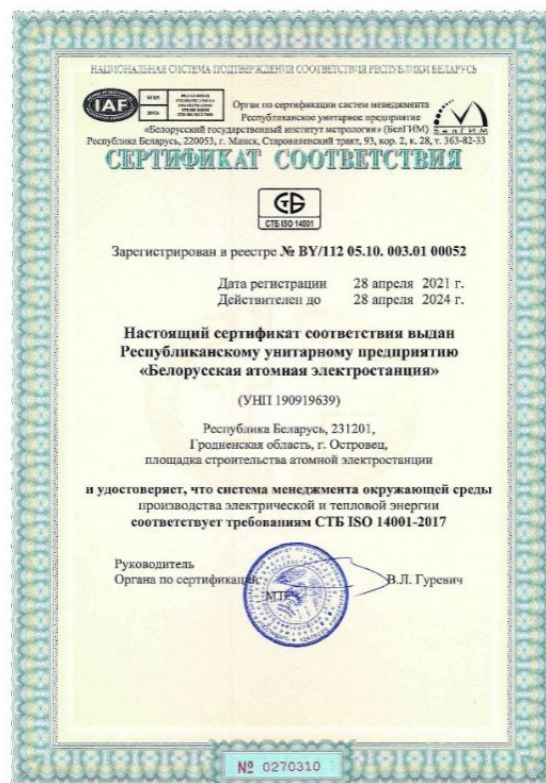 НАЦИОНАЛЬНАЯ СИСТЕМА ПОДТВЕРЖДЕНИЯ СООТВЕТСТВИЯ РЕСПУБЛИКИ БЕЛАРУСЬ
IAF
Орган по сертификации систем менеджмента
Республиканское унитарное предприятие
«Белорусский государственный институт метрологии» (БелГИМ)
БелГИМ
Республика Беларусь, 220053, г. Минск, Старовиленский тракт, 93, кор. 2, к. 28, т. 363-82-33
СЕРТИФИКАТ СООТВЕТСТВИЯ
СТБ
СТБ ISO 14001
Зарегистрирован в реестре № BY/112 05.10. 003.01 00052
Дата регистрации 28 апреля 2021 г.
Действителен до 28 апреля 2024 г.
Настоящий сертификат соответствия выдан
Республиканскому унитарному предприятию
«Белорусская атомная электростанция»
(УНП 190919639)
Республика Беларусь, 231201,
Гродненская область, г. Островец,
площадка строительства атомной электростанции
и удостоверяет, что система менеджмента окружающей среды
производства электрической и тепловой энергии
соответствует требованиям СТБ ISO 14001-2017
Руководитель
Органа по сертификации В.Л. Гуревич
№ 0270310